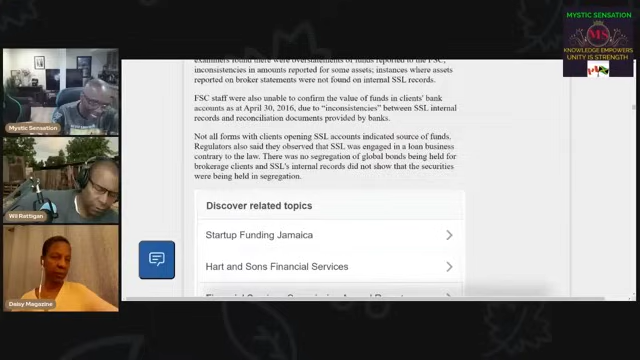 MYSTIC SENSATION
MS
KNOWLEDGE EMPOWERS
UNITY IS STRENGTH
examiners found there were overstatements of funds reported to the FSC,
inconsistencies in amounts reported for some assets; instances where assets
reported on broker statements were not found on internal SSL records.
FSC staff were also unable to confirm the value of funds in clients' bank
accounts as at April 30, 2016, due to "inconsistencies" between SSL internal
records and reconciliation documents provided by banks.
Not all forms with clients opening SSL accounts indicated source of funds.
Regulators also said they observed that SSL was engaged in a loan business
contrary to the law. There was no segregation of global bonds being held for
brokerage clients and SSL's internal records did not show that the securities
were being held in segregation.
Discover related topics
Startup Funding Jamaica
Hart and Sons Financial Services
Mystic Sensation
Wil Rattigan
Daisy Magazine